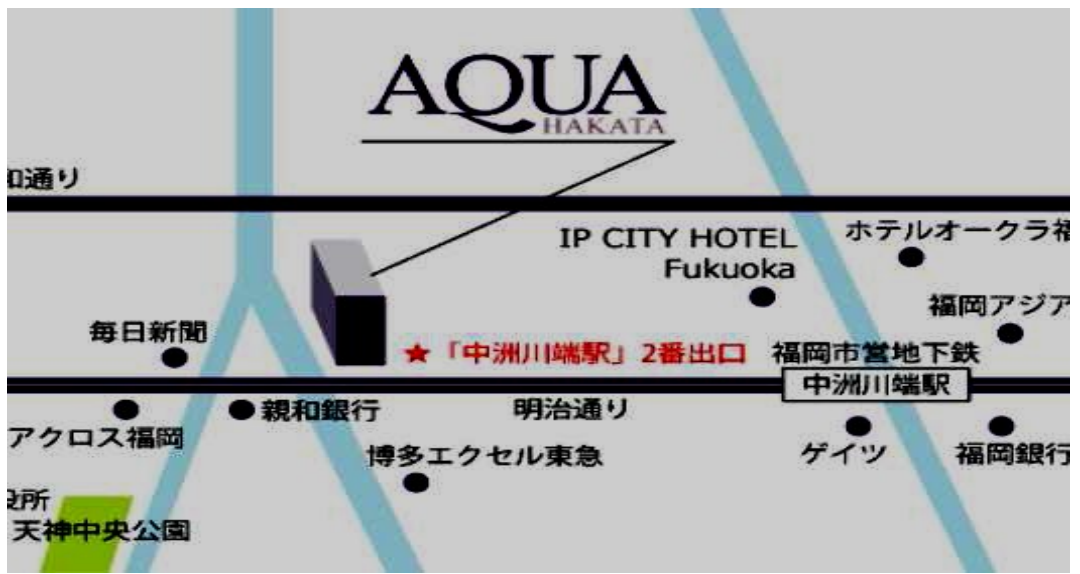 AQUA
HAKATA
和通り
IP CITY HOTEL
Fukuoka
ホテルオークラ福
福岡アジア
毎日新聞
★「中洲川端駅」2番出口
福岡市営地下鉄
中洲川端駅
親和銀行
明治通り
アクロス福岡
博多エクセル東急
ゲイツ
福岡銀行
役所
天神中央公園